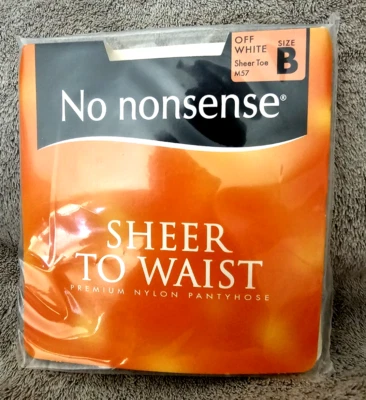 OFF
WHITE
Sheer Toe
M57
SIZE
B
No nonsense®
SHEER
TO WAIST
PREMIUM NYLON PANTYHOSE